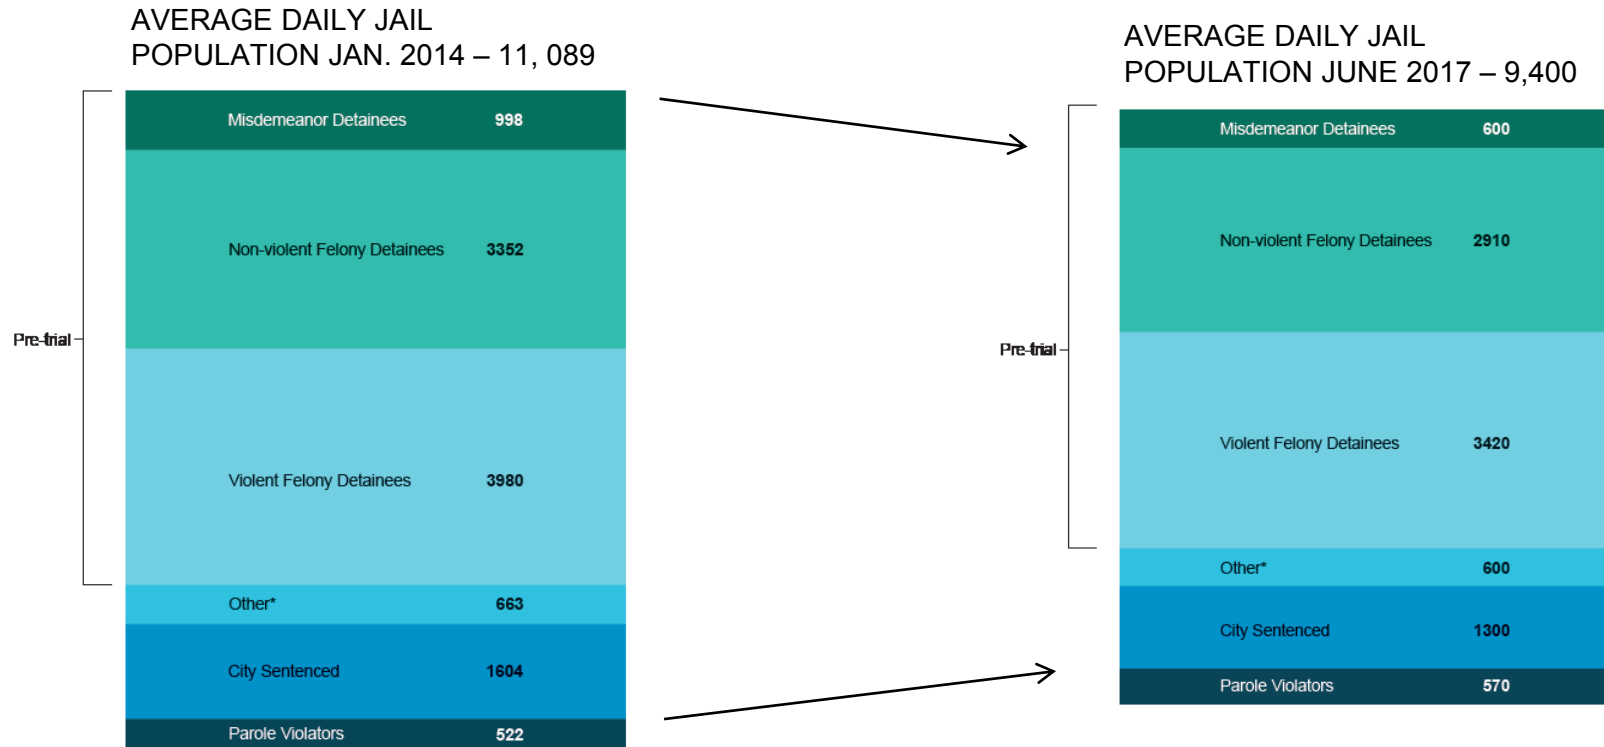 AVERAGE DAILY JAIL
POPULATION JAN. 2014 – 11, 089
Misdemeanor Detainees 998
Non-violent Felony Detainees 3352
Pre-trial
Violent Felony Detainees 3980
Other* 663
City Sentenced 1604
Parole Violators 522
AVERAGE DAILY JAIL
POPULATION JUNE 2017 – 9,400
Misdemeanor Detainees 600
Non-violent Felony Detainees 2910
Pre-trial
Violent Felony Detainees 3420
Other* 600
City Sentenced 1300
Parole Violators 570